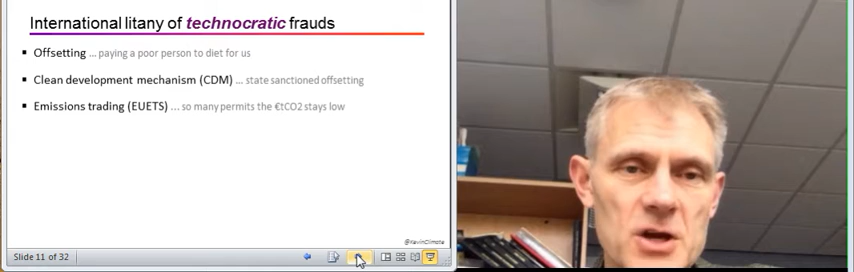 International litany of technocratic frauds
▪ Offsetting ... paying a poor person to diet for us
▪ Clean development mechanism (CDM) ... state sanctioned offsetting
▪ Emissions trading (EUETS) ... so many permits the €tCO2 stays low
@KevinClimate
Slide 11 of 32